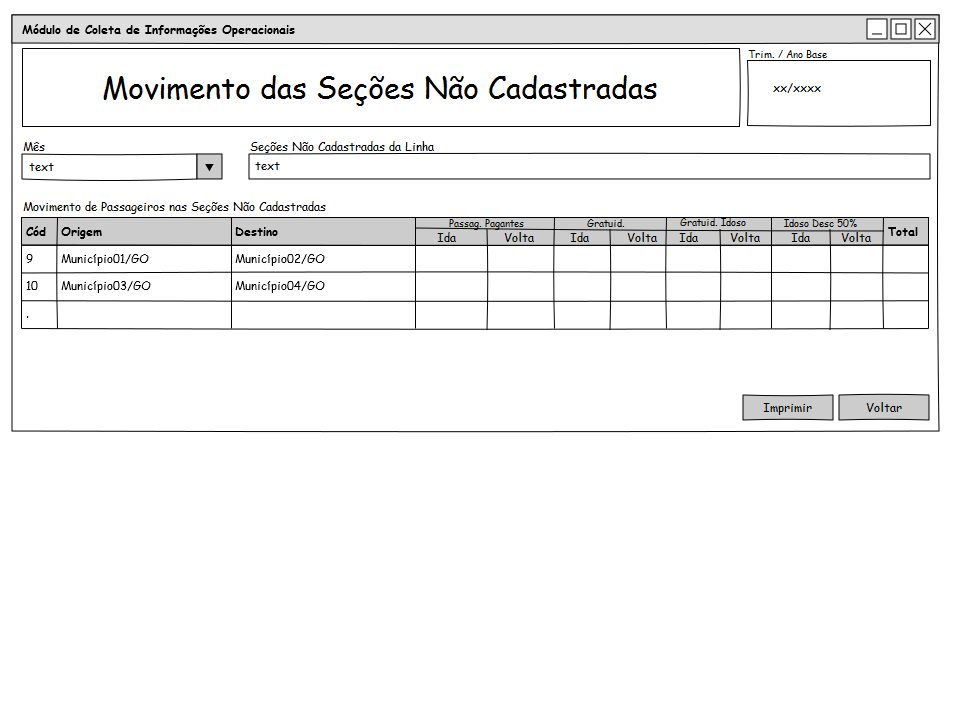 Módulo de Coleta de Informações Operacionais
Trim. / Ano Base
Movimento das Seções Não Cadastradas
xx/xxxx
Mês
Seções Não Cadastradas da Linha
text
text
Movimento de Passageiros nas Seções Não Cadastradas
Cód Origem Destino Passag. Pagantes Gratuid. Gratuid. Idoso Idoso Desc 50% Total
Ida Volta Ida Volta Ida Volta Ida Volta
9 Município01/GO Município02/GO
10 Município03/GO Município04/GO
.
Imprimir Voltar